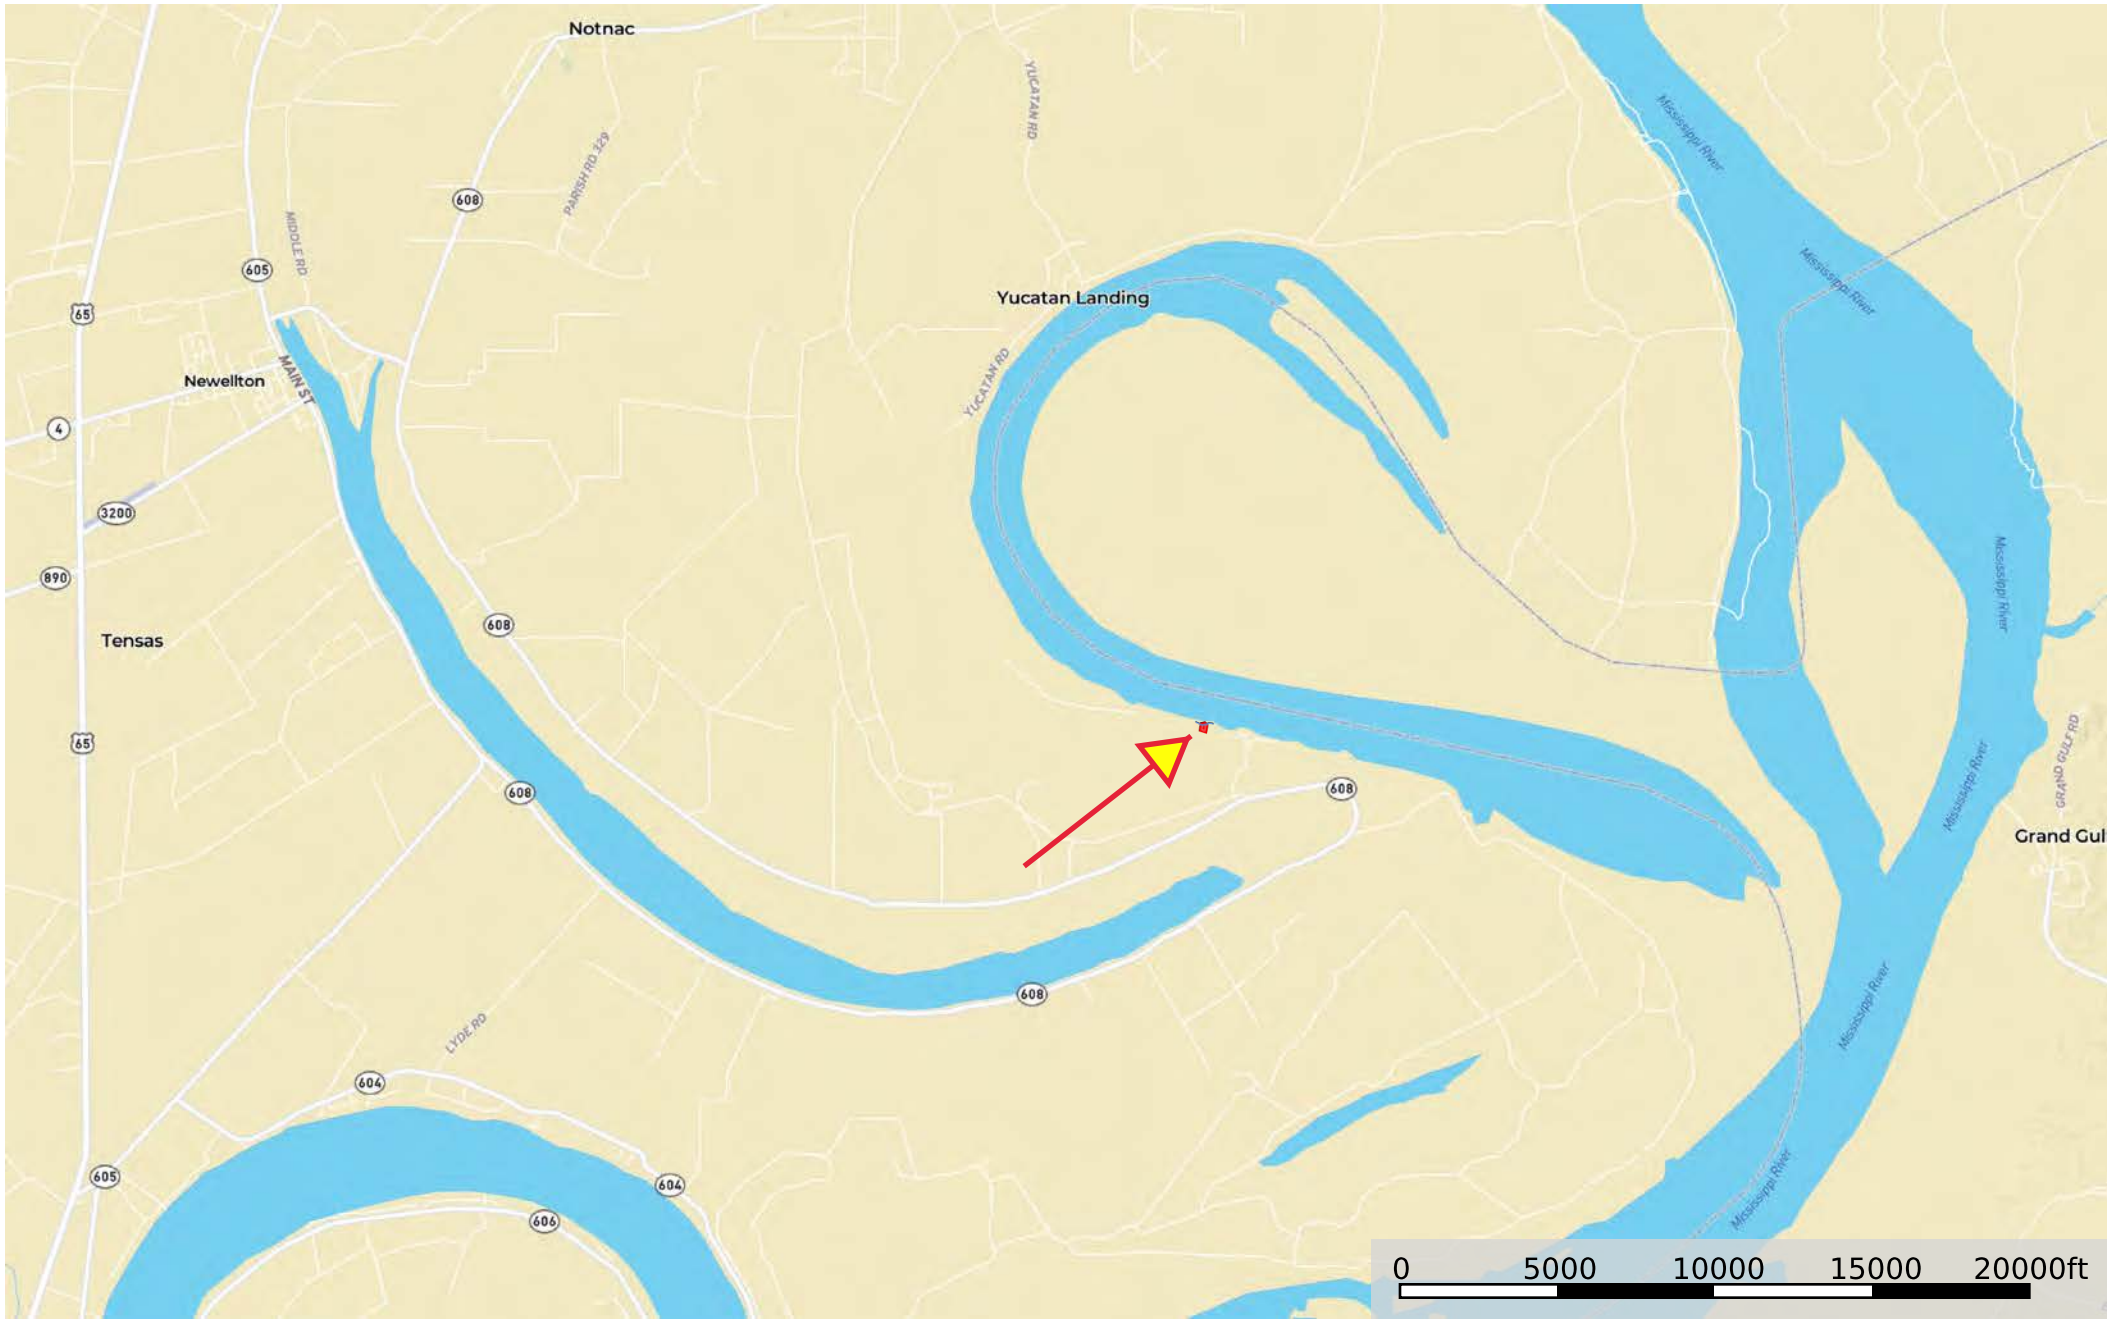 Notnac
YUCATAN RD
Mississippi River
PARISH RD 329
608
MIDDLE RD
605
Mississippi River
Yucatan Landing
65
YUCATAN RD
MAIN ST
Newellton
4
3200
Mississippi River
890
608
Tensas
65
GRAND GULF RD
608
608
Mississippi River
Grand Gul
608
Mississippi River
LYDE RD
604
605
604
Mississippi River
606
0 5000 10000 15000 20000ft